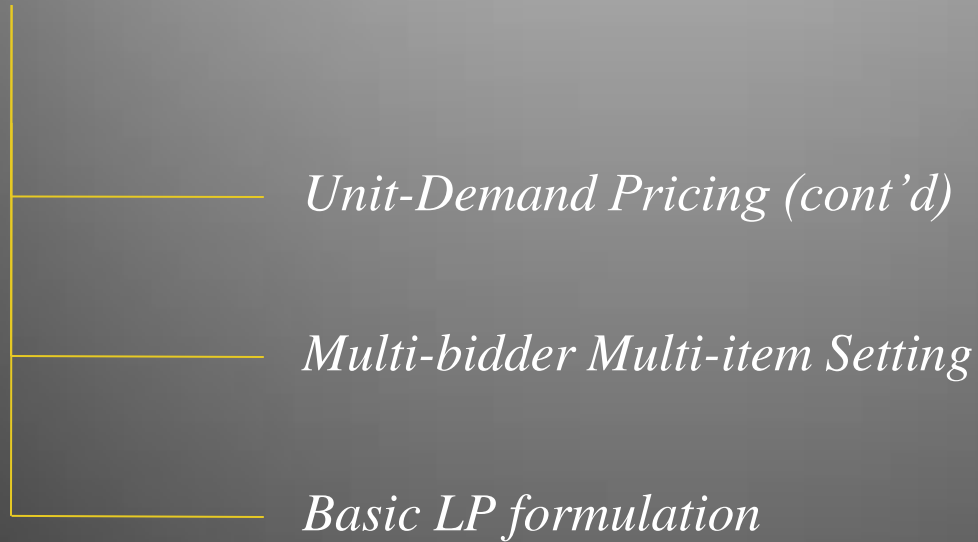 Unit-Demand Pricing (cont’d)
Multi-bidder Multi-item Setting
Basic LP formulation